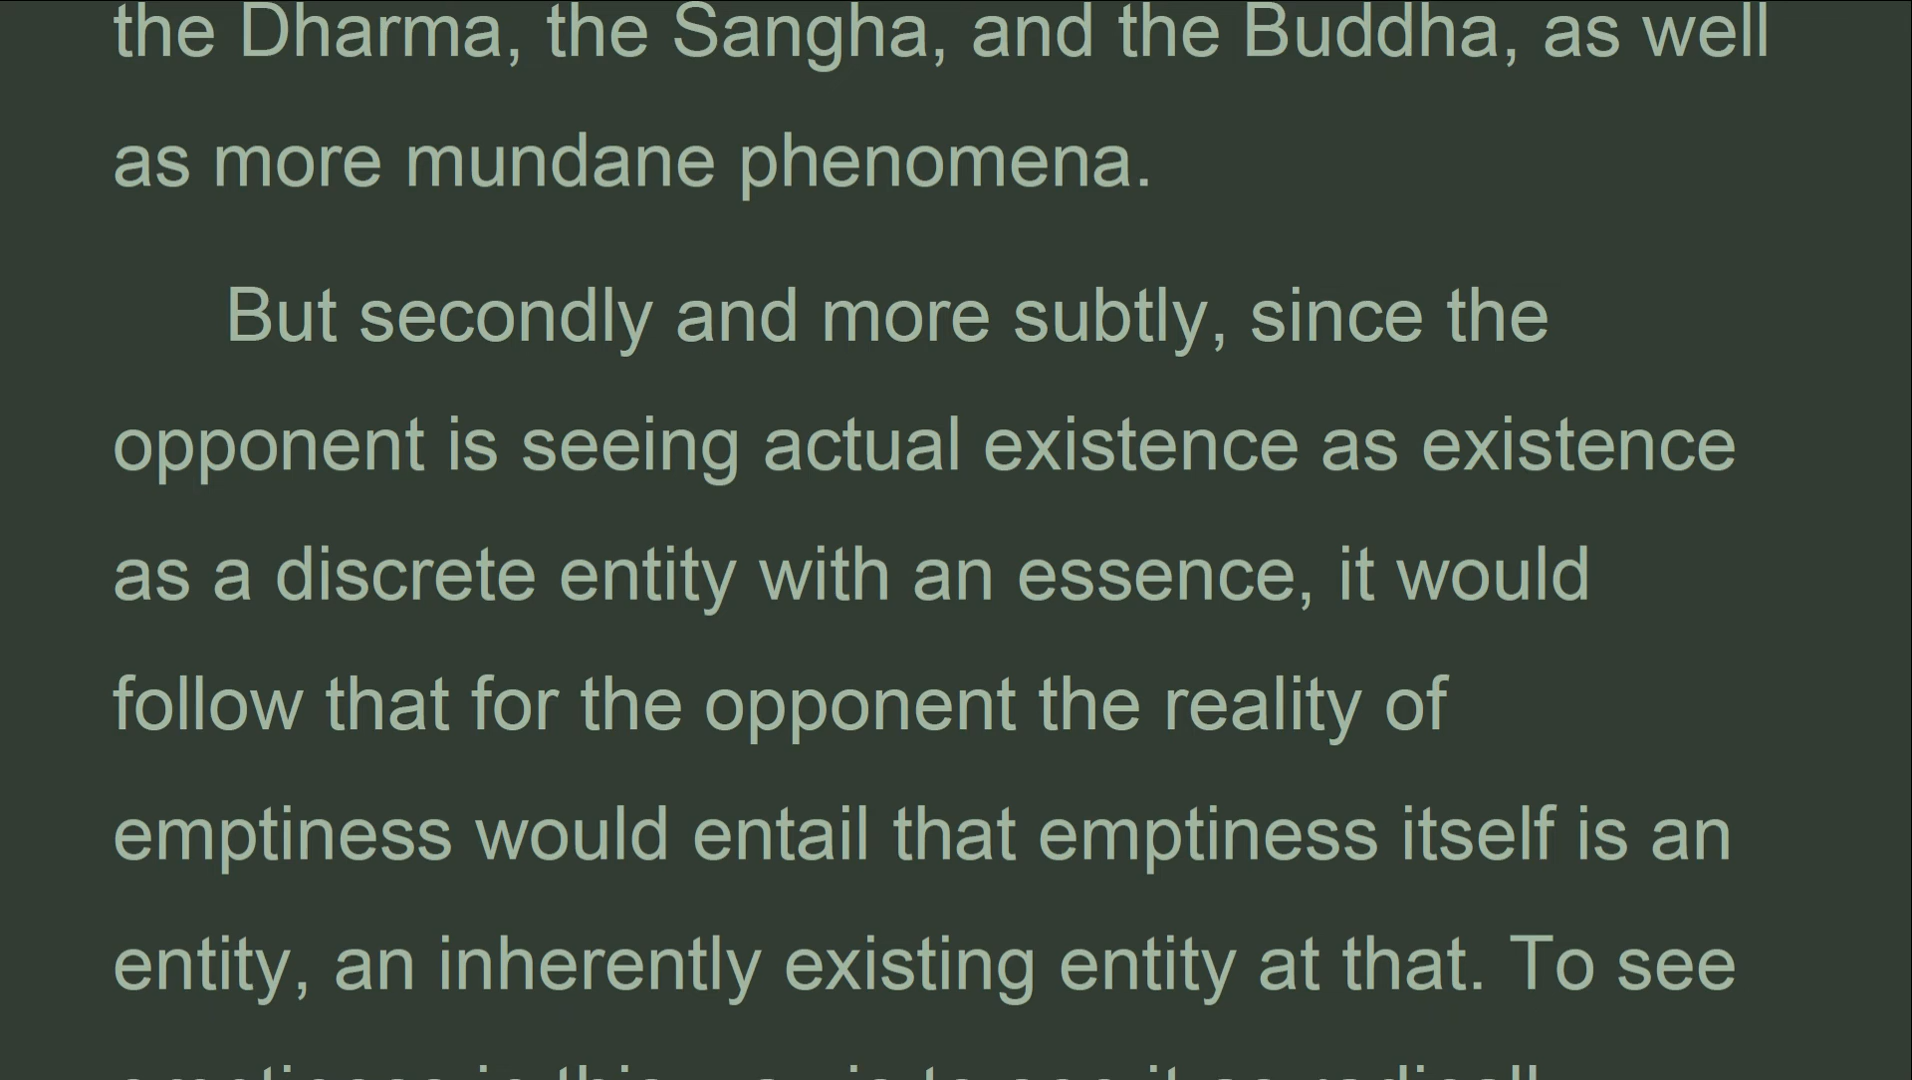 the Dharma, the Sangha, and the Buddha, as well
as more mundane phenomena.
But secondly and more subtly, since the
opponent is seeing actual existence as existence
as a discrete entity with an essence, it would
follow that for the opponent the reality of
emptiness would entail that emptiness itself is an
entity, an inherently existing entity at that. To see